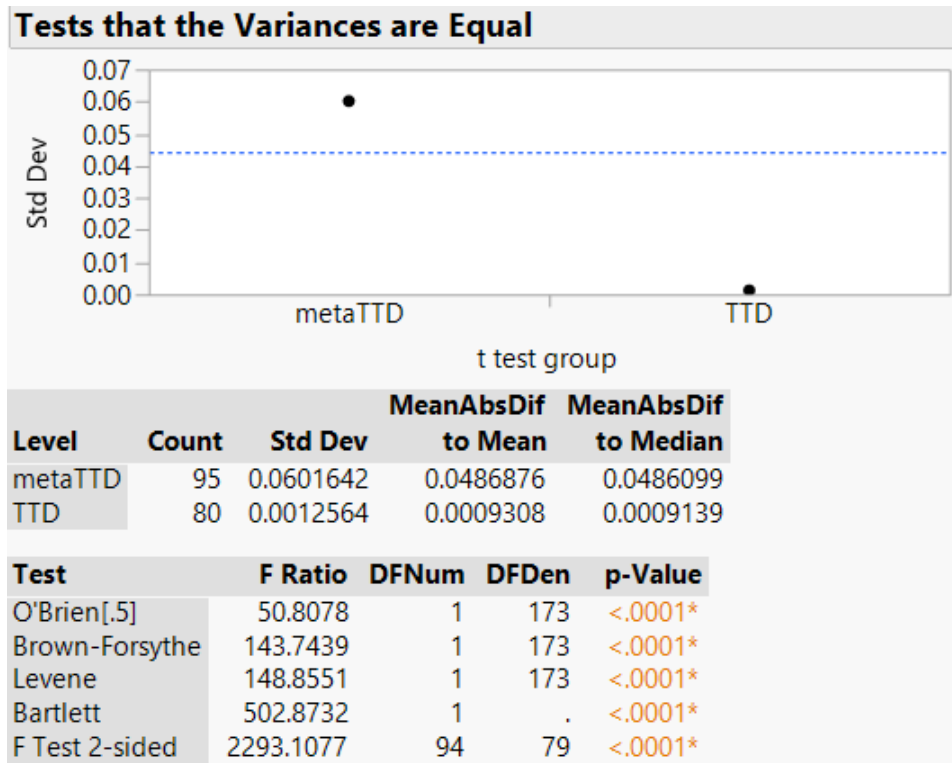 Tests that the Variances are Equal
0.07
0.06
0.05
0.04
0.03
0.02
0.01
0.00
Std Dev
metaTTD TTD
t test group
MeanAbsDif MeanAbsDif
Level Count Std Dev to Mean to Median
metaTTD 95 0.0601642 0.0486876 0.0486099
TTD 80 0.0012564 0.0009308 0.0009139
Test F Ratio DFNum DFDen p-Value
O'Brien[.5] 50.8078 1 173 <.0001*
Brown-Forsythe 143.7439 1 173 <.0001*
Levene 148.8551 1 173 <.0001*
Bartlett 502.8732 1 . <.0001*
F Test 2-sided 2293.1077 94 79 <.0001*